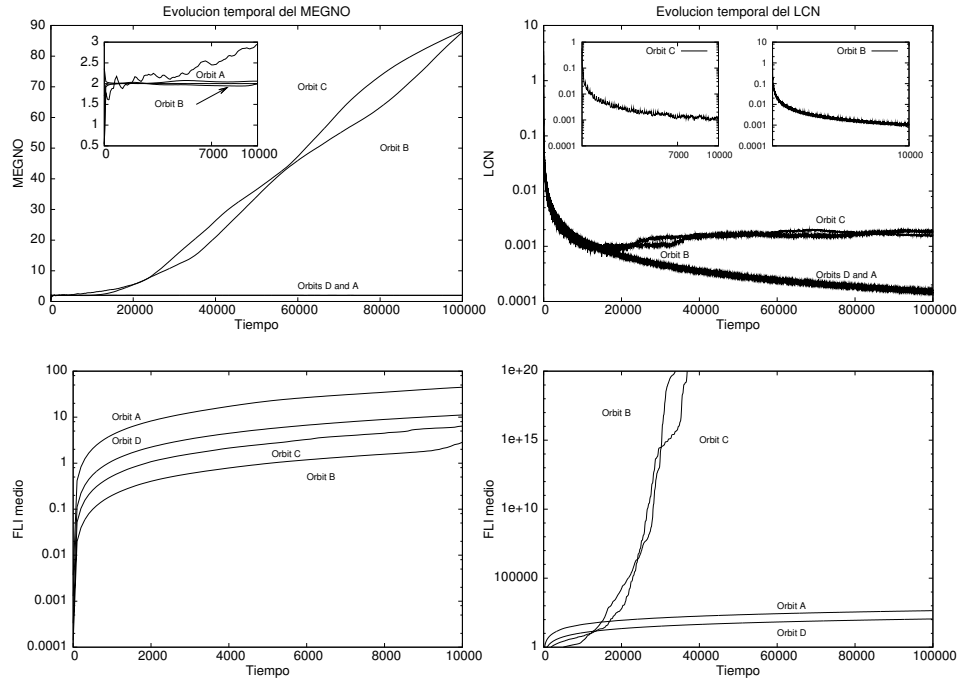 Evolucion temporal del MEGNO
90
80
70
60
50
40
30
20
10
0
MEGNO
0
20000
40000
60000
80000
100000
Tiempo
3
2.5
2
1.5
1
0.5
0
7000
10000
Orbit A
Orbit B
Orbit C
Orbit B
Orbits D and A
Evolucion temporal del LCN
10
1
0.1
0.01
0.001
0.0001
LCN
0
20000
40000
60000
80000
100000
Tiempo
1
0.1
0.01
0.001
0.0001
7000
10000
Orbit C
10
1
0.1
0.01
0.001
0.0001
10000
Orbit B
Orbit C
Orbit B
Orbits D and A
100
10
1
0.1
0.01
0.001
0.0001
FLI medio
0
2000
4000
6000
8000
10000
Tiempo
Orbit A
Orbit D
Orbit C
Orbit B
1e+20
1e+15
1e+10
100000
1
FLI medio
0
20000
40000
60000
80000
100000
Tiempo
Orbit B
Orbit C
Orbit A
Orbit D